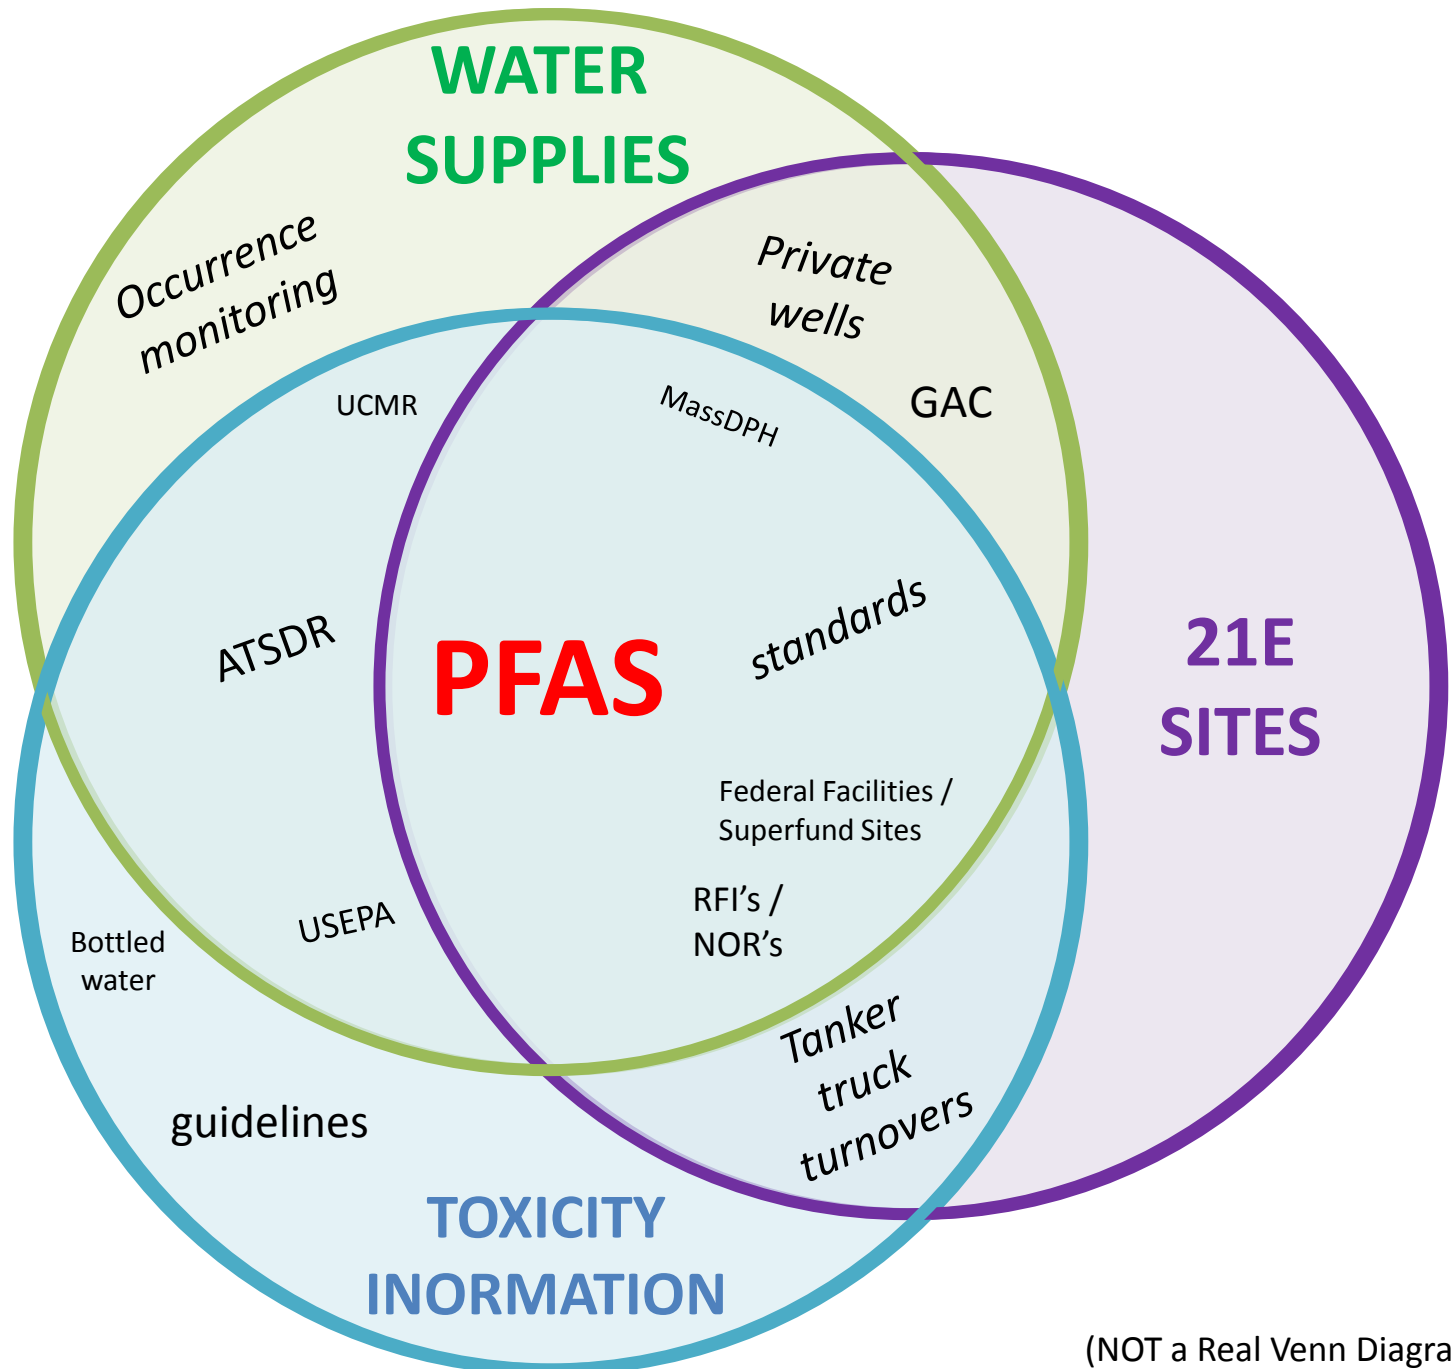 WATER
SUPPLIES
Occurrence
monitoring
Private
wells
UCMR
MassDPH
GAC
ATSDR
PFAS
standards
21E
SITES
Federal Facilities /
Superfund Sites
RFI's /
NOR's
USEPA
Bottled
water
Tanker
truck
turnovers
guidelines
TOXICITY
INORMATION
(NOT a Real Venn Diagra